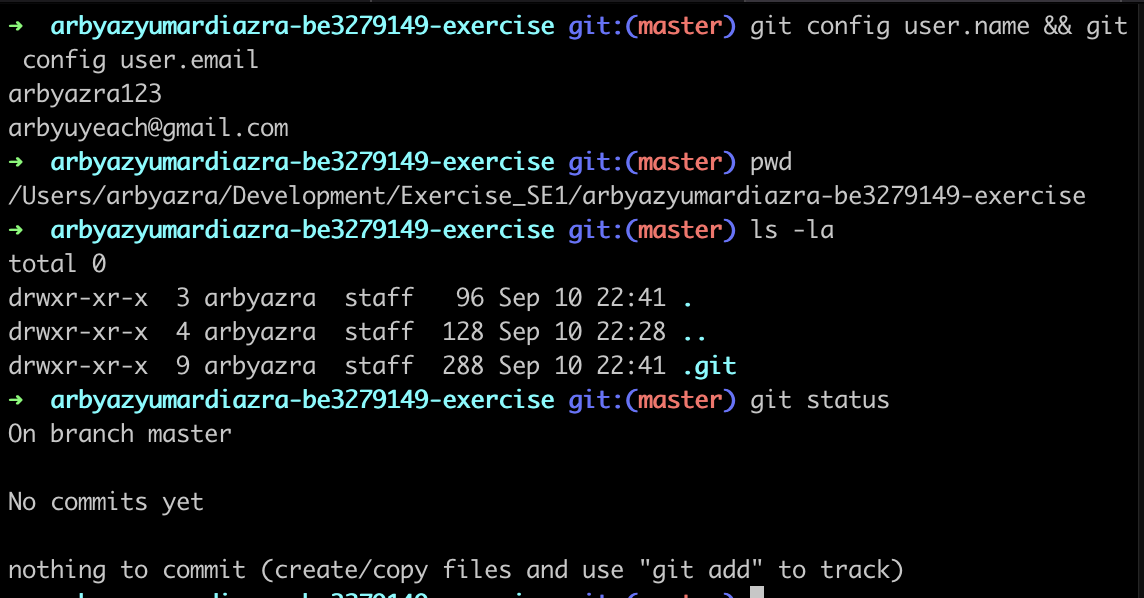 ➜  arbyazyumardiazra-be3279149-exercise git:(master) git config user.name && git
 config user.email
arbyazra123
arbyuyeach@gmail.com
➜  arbyazyumardiazra-be3279149-exercise git:(master) pwd
/Users/arbyazra/Development/Exercise_SE1/arbyazyumardiazra-be3279149-exercise
➜  arbyazyumardiazra-be3279149-exercise git:(master) ls -la
total 0
drwxr-xr-x  3 arbyazra  staff   96 Sep 10 22:41 .
drwxr-xr-x  4 arbyazra  staff  128 Sep 10 22:28 ..
drwxr-xr-x  9 arbyazra  staff  288 Sep 10 22:41 .git
➜  arbyazyumardiazra-be3279149-exercise git:(master) git status
On branch master

No commits yet

nothing to commit (create/copy files and use "git add" to track)